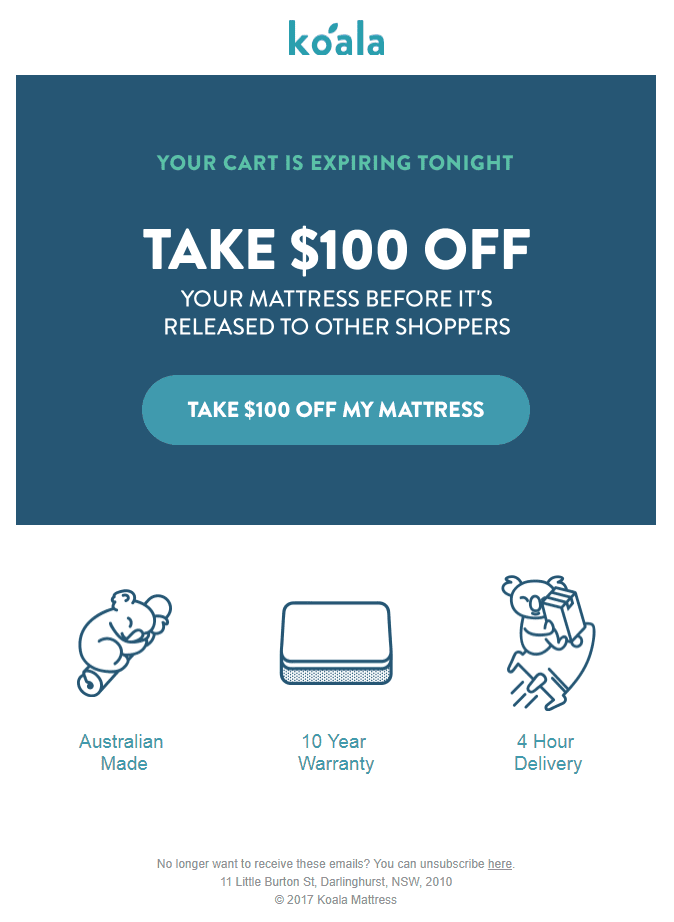 koala
YOUR CART IS EXPIRING TONIGHT
TAKE $100 OFF
YOUR MATTRESS BEFORE IT'S
RELEASED TO OTHER SHOPPERS
TAKE $100 OFF MY MATTRESS
Australian
Made
10 Year
Warranty
4 Hour
Delivery
No longer want to receive these emails? You can unsubscribe here.
11 Little Burton St, Darlinghurst, NSW, 2010
© 2017 Koala Mattress